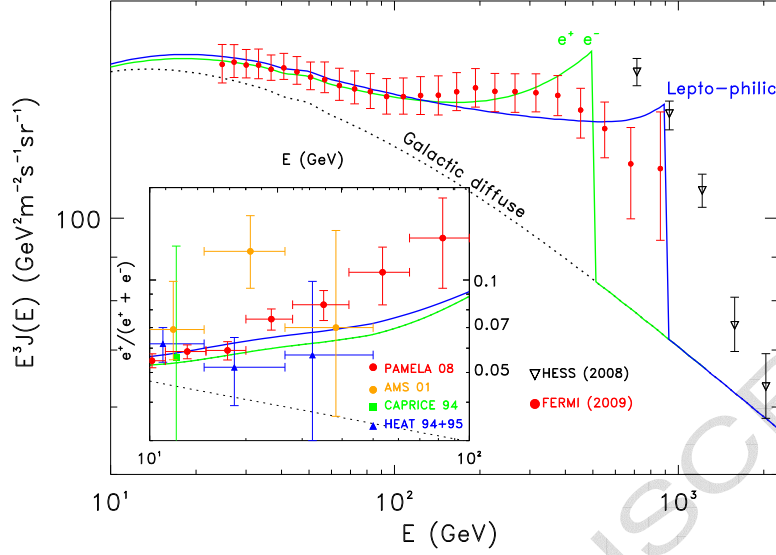 e⁺ e⁻
Lepto-philic
Galactic diffuse
E (GeV)
E³J(E) (GeV²m⁻²s⁻¹sr⁻¹)
100
e⁺/(e⁺ + e⁻)
0.1
0.07
0.05
PAMELA 08
AMS 01
CAPRICE 94
HEAT 94+95
HESS (2008)
FERMI (2009)
10¹
10²
10¹
10²
10³
E (GeV)